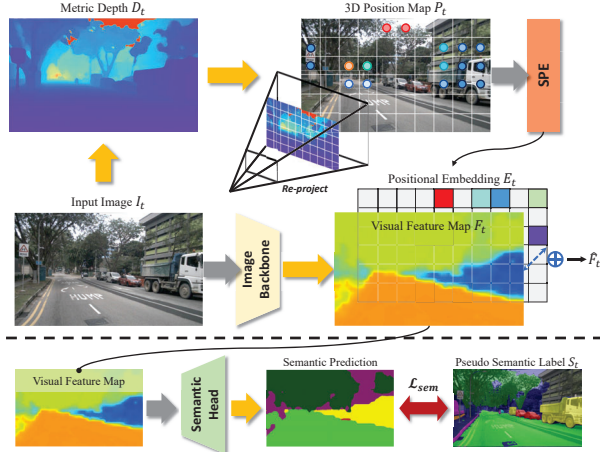 Metric Depth D_t
3D Position Map P_t
SPE
Re-project
Input Image I_t
Positional Embedding E_t
Visual Feature Map F_t
Image
Backbone
F̂_t
HUMP
Visual Feature Map
Semantic
Head
Semantic Prediction
ℒ_sem
Pseudo Semantic Label S_t